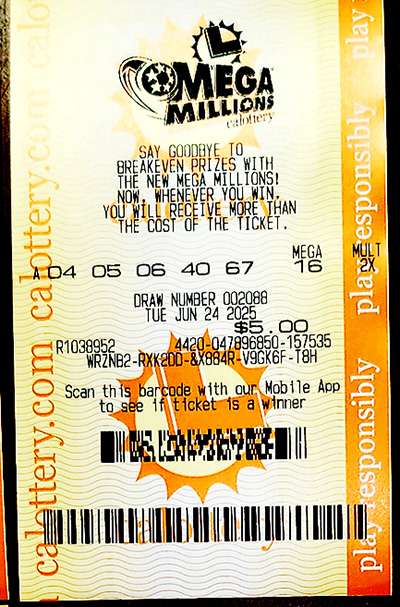 MEGA
MILLIONS
calottery
SAY GOODBYE TO
BREAKEVEN PRIZES WITH
THE NEW MEGA MILLIONS!
NOW, WHENEVER YOU WIN,
YOU WILL RECEIVE MORE THAN
THE COST OF THE TICKET.
MEGA MULT
A 04 05 06 40 67 16 2X
DRAW NUMBER 002088
TUE JUN 24 2025
$5.00
R1038952 4420-047896850-157535
WRZNB2-RXK2DD-&X884R-V9GK6F-T8H
Scan this barcode with our Mobile App
to see if ticket is a winner
calottery.com calottery.com calo
play responsibly play responsibly play